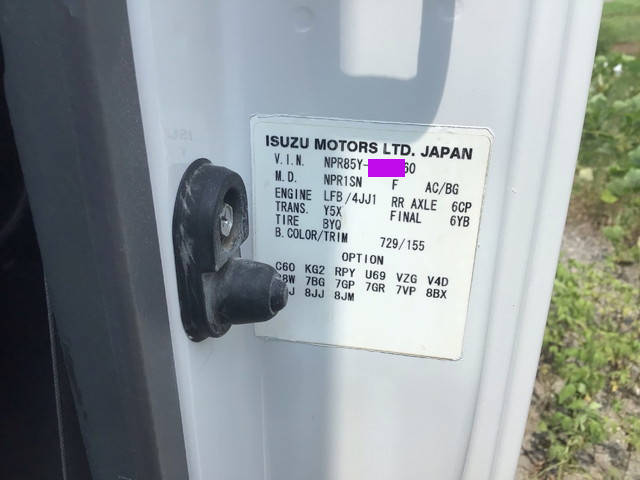 ISUZU MOTORS LTD. JAPAN
V.I.N. NPR85Y- 60
M.D. NPR1SN F AC/BG
ENGINE LFB/4JJ1 RR AXLE 6CP
TRANS. Y5X FINAL 6YB
TIRE BYQ
B.COLOR/TRIM 729/155
OPTION
C60 KG2 RPY U69 VZG V4D
7BG 7GP 7GR 7VP 8BX
8JJ 8JM